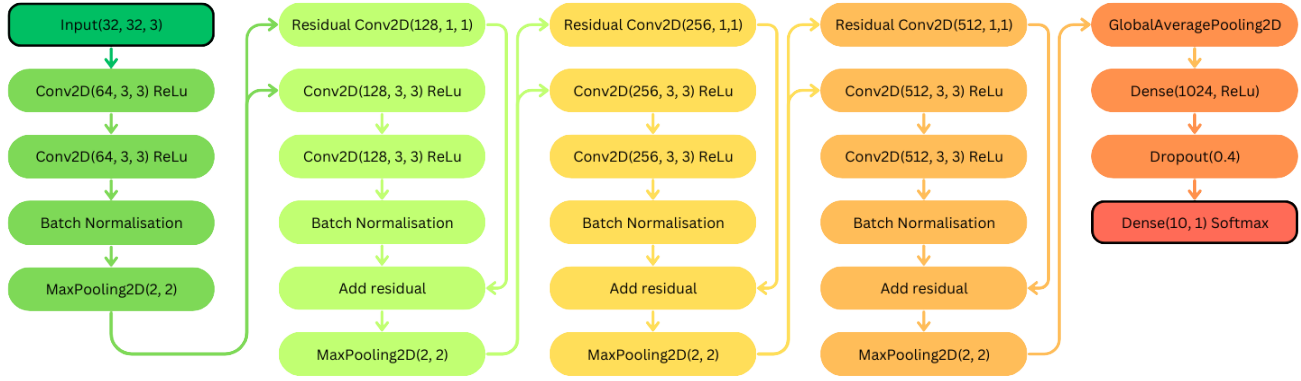 Input(32, 32, 3)
Conv2D(64, 3, 3) ReLu
Conv2D(64, 3, 3) ReLu
Batch Normalisation
MaxPooling2D(2, 2)
Residual Conv2D(128, 1, 1)
Conv2D(128, 3, 3) ReLu
Conv2D(128, 3, 3) ReLu
Batch Normalisation
Add residual
MaxPooling2D(2, 2)
Residual Conv2D(256, 1,1)
Conv2D(256, 3, 3) ReLu
Conv2D(256, 3, 3) ReLu
Batch Normalisation
Add residual
MaxPooling2D(2, 2)
Residual Conv2D(512, 1,1)
Conv2D(512, 3, 3) ReLu
Conv2D(512, 3, 3) ReLu
Batch Normalisation
Add residual
MaxPooling2D(2, 2)
GlobalAveragePooling2D
Dense(1024, ReLu)
Dropout(0.4)
Dense(10, 1) Softmax